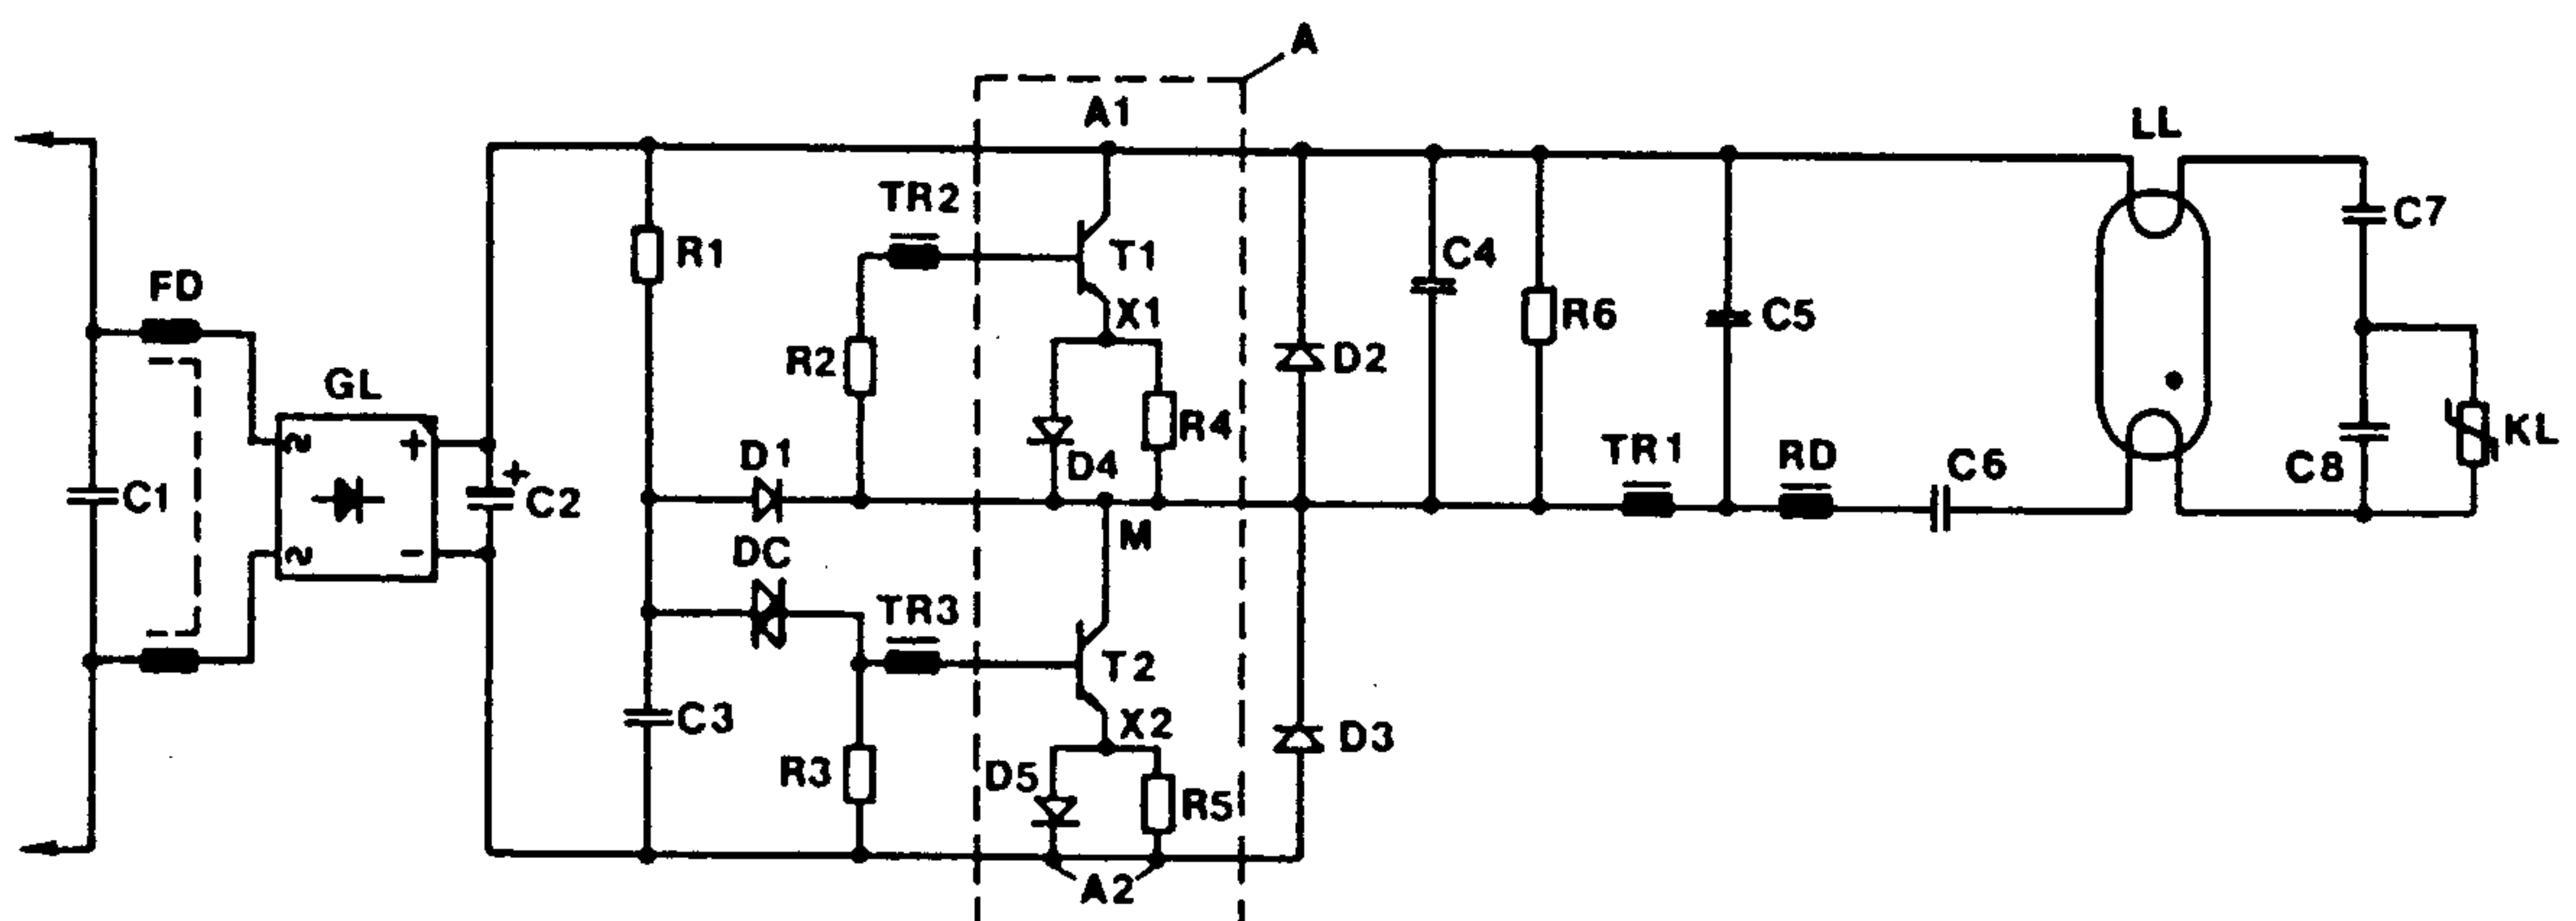 A
A1
LL
TR2
C7
R1
T1
C4
FD
X1
R6
C5
R2
D2
GL
R4
KL
D1
D4
TR1
RD
C6
C8
+
+
C1
C2
M
DC
-
TR3
T2
C3
X2
D3
R3
D5
R5
A2